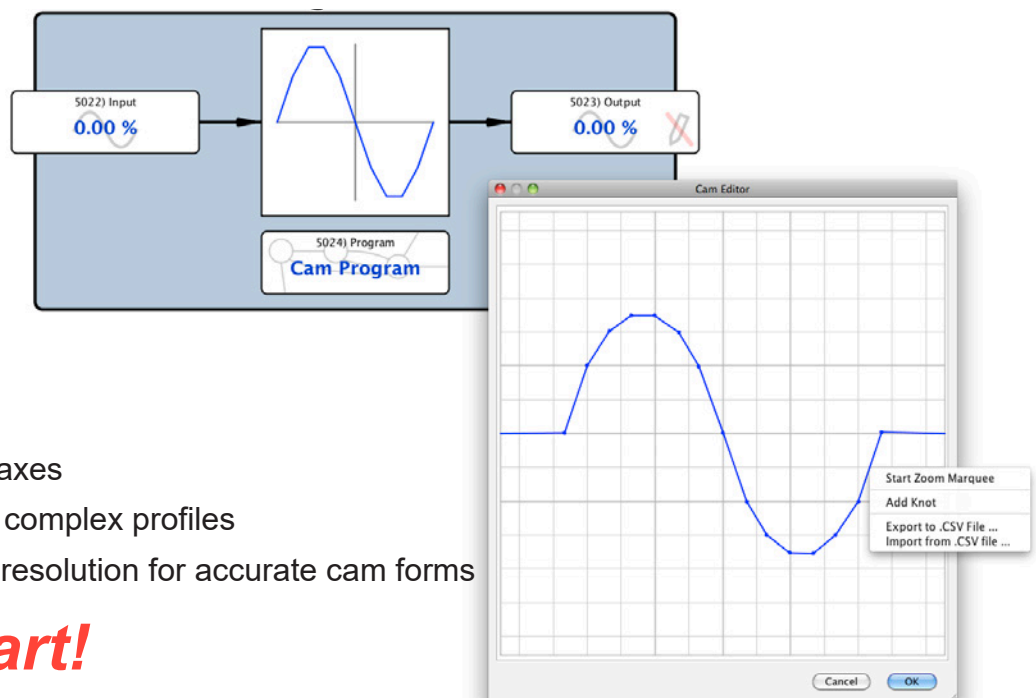 5022) Input
0.00 %
5023) Output
0.00 %
5024) Program
Cam Program
Cam Editor
Start Zoom Marquee
Add Knot
Export to .CSV File ...
Import from .CSV file ...
Cancel
OK
axes
complex profiles
resolution for accurate cam forms
art!